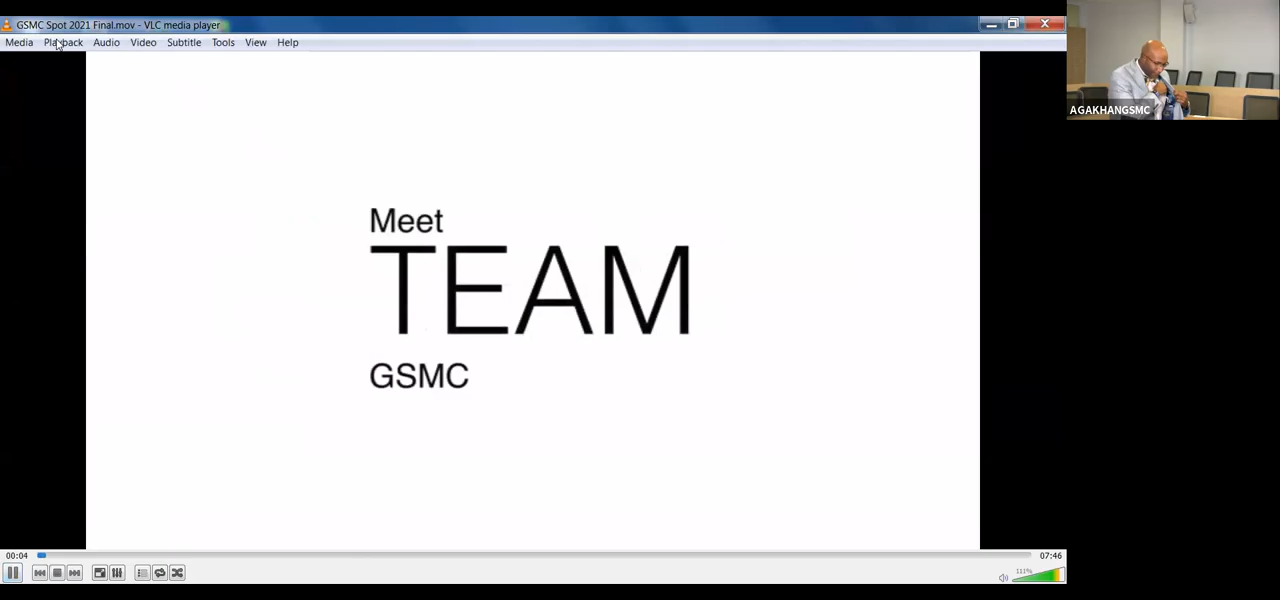 GSMC Spot 2021 Final.mov - VLC media player
Media Playback Audio Video Subtitle Tools View Help
AGAKHANGSMC
Meet
TEAM
GSMC
00:04
07:46
111%